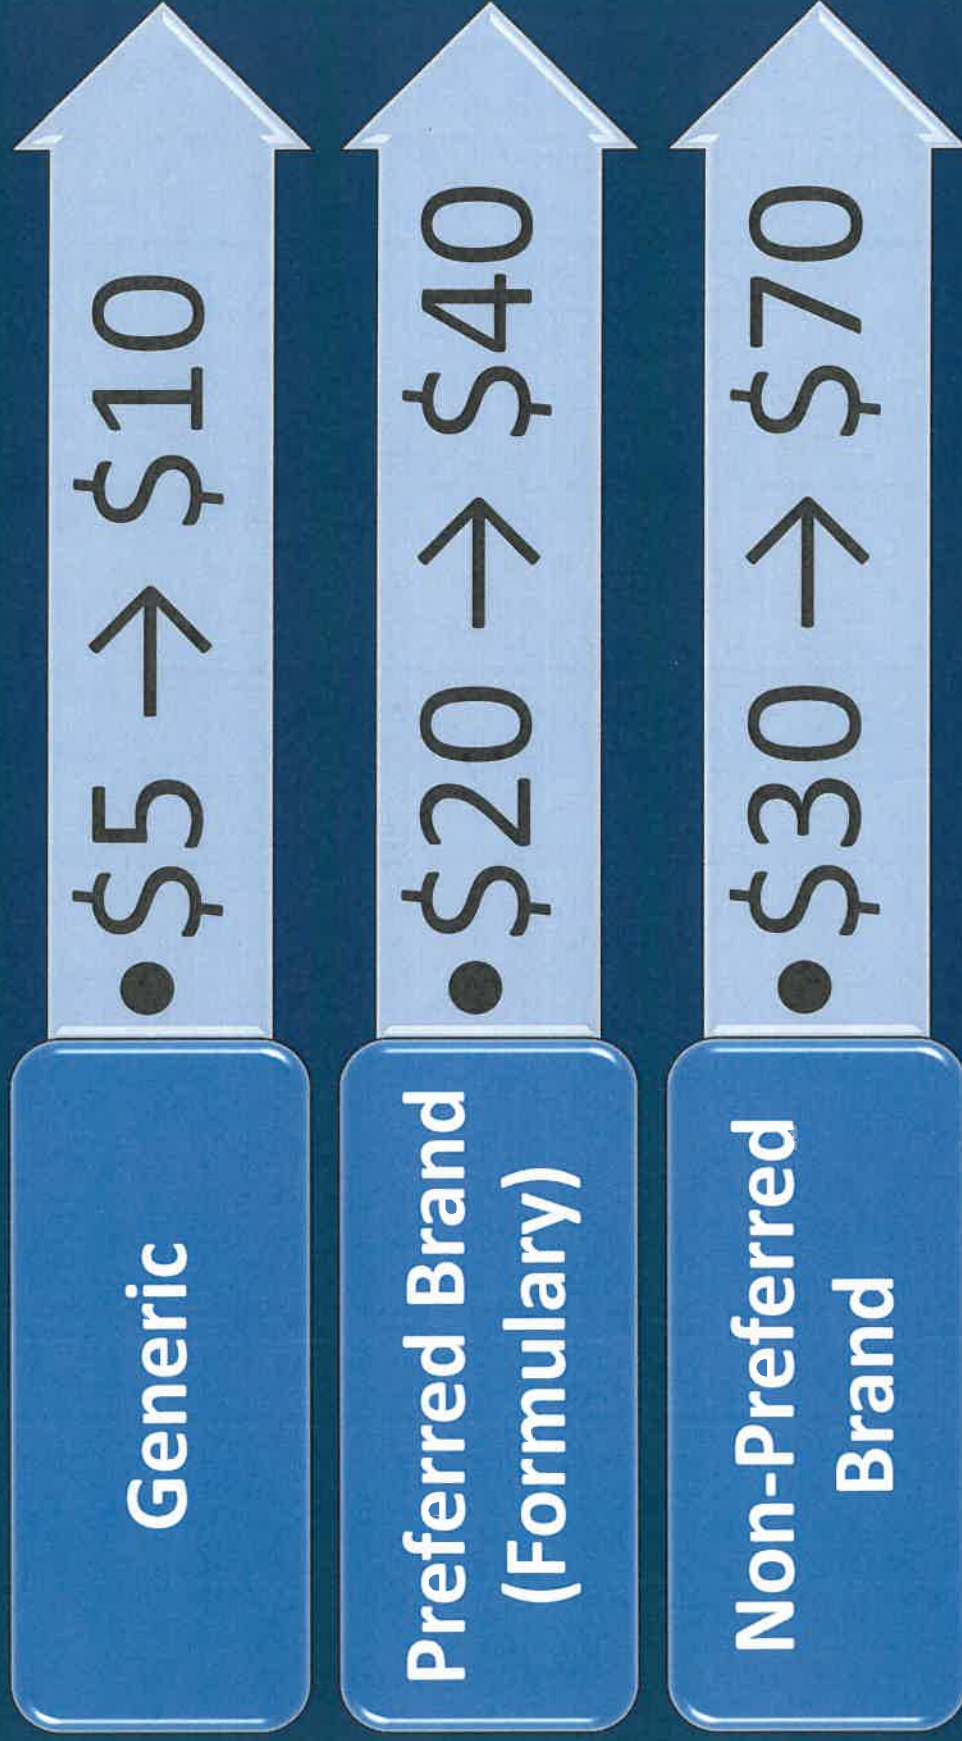 Generic
• $5 → $10
Preferred Brand
(Formulary)
• $20 → $40
Non-Preferred
Brand
• $30 → $70